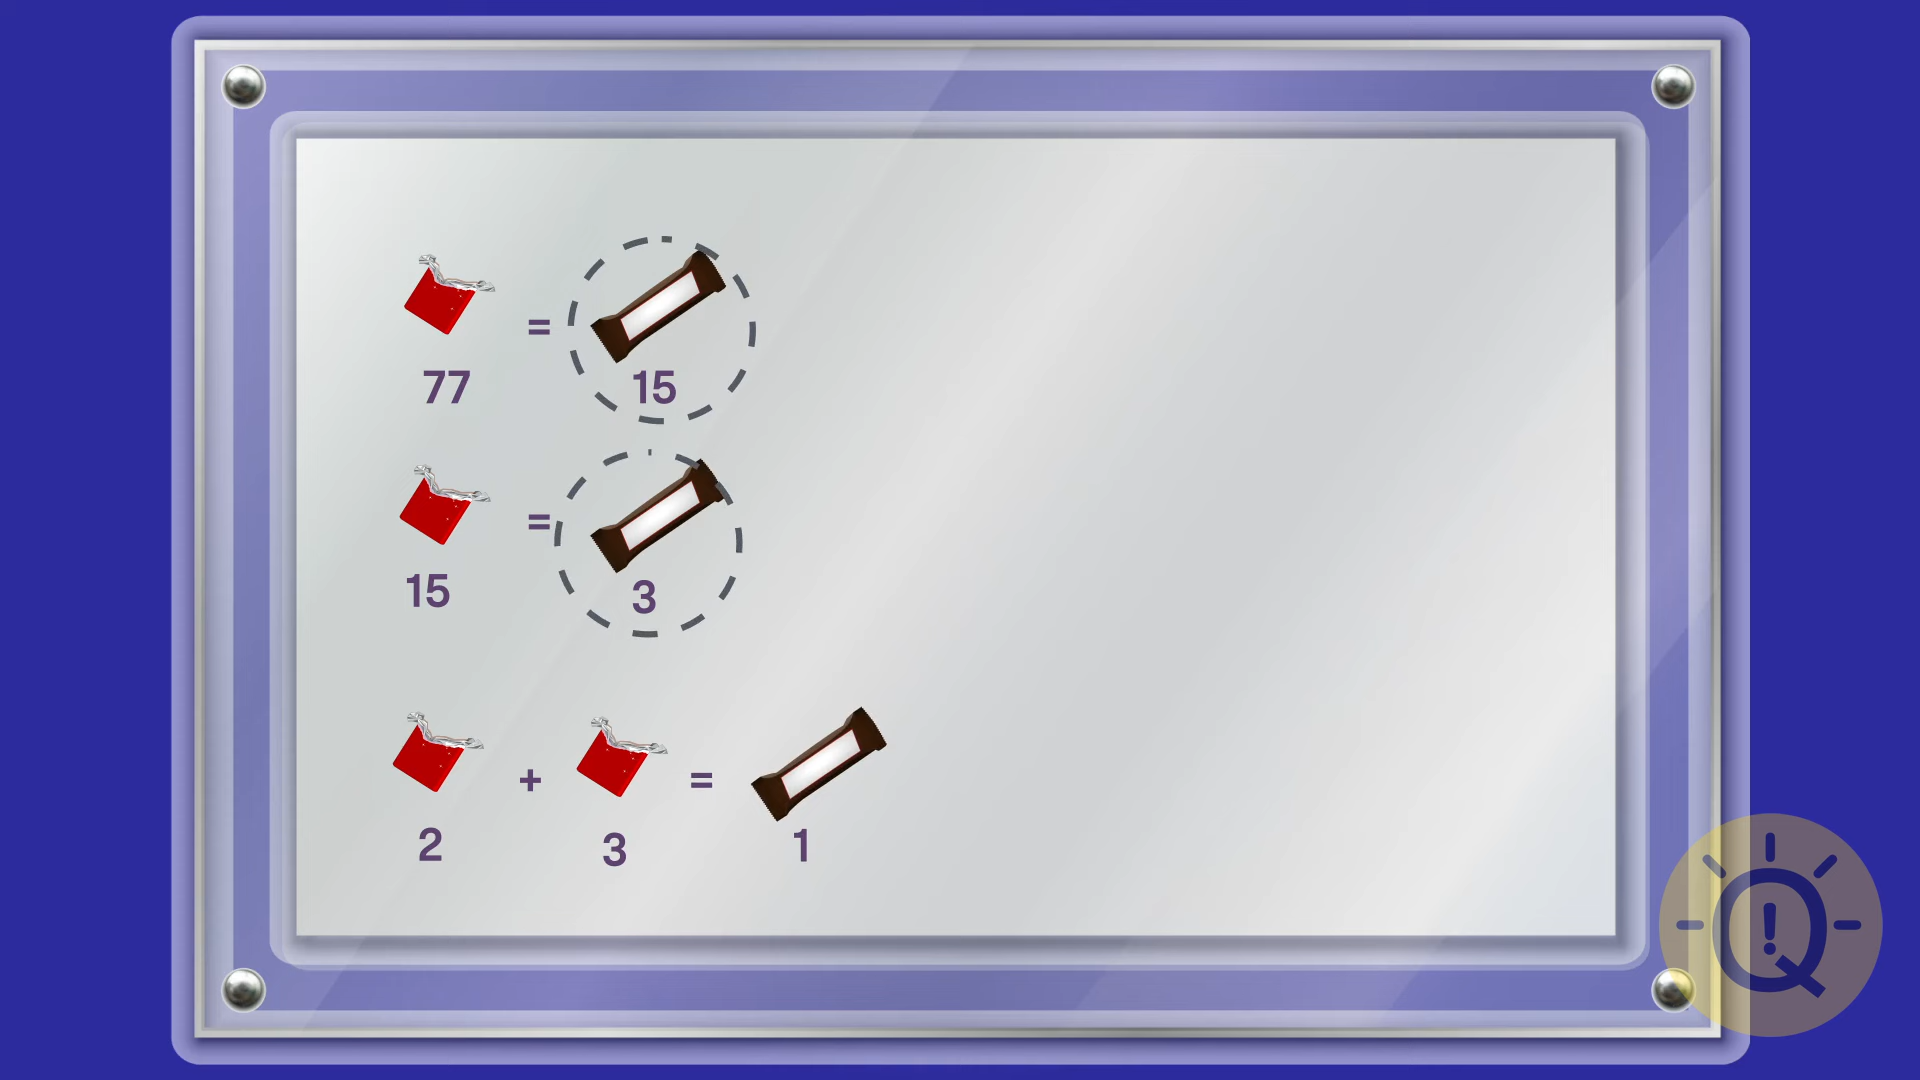 =
77 15
=
15 3
+ =
2 3 1
Q!